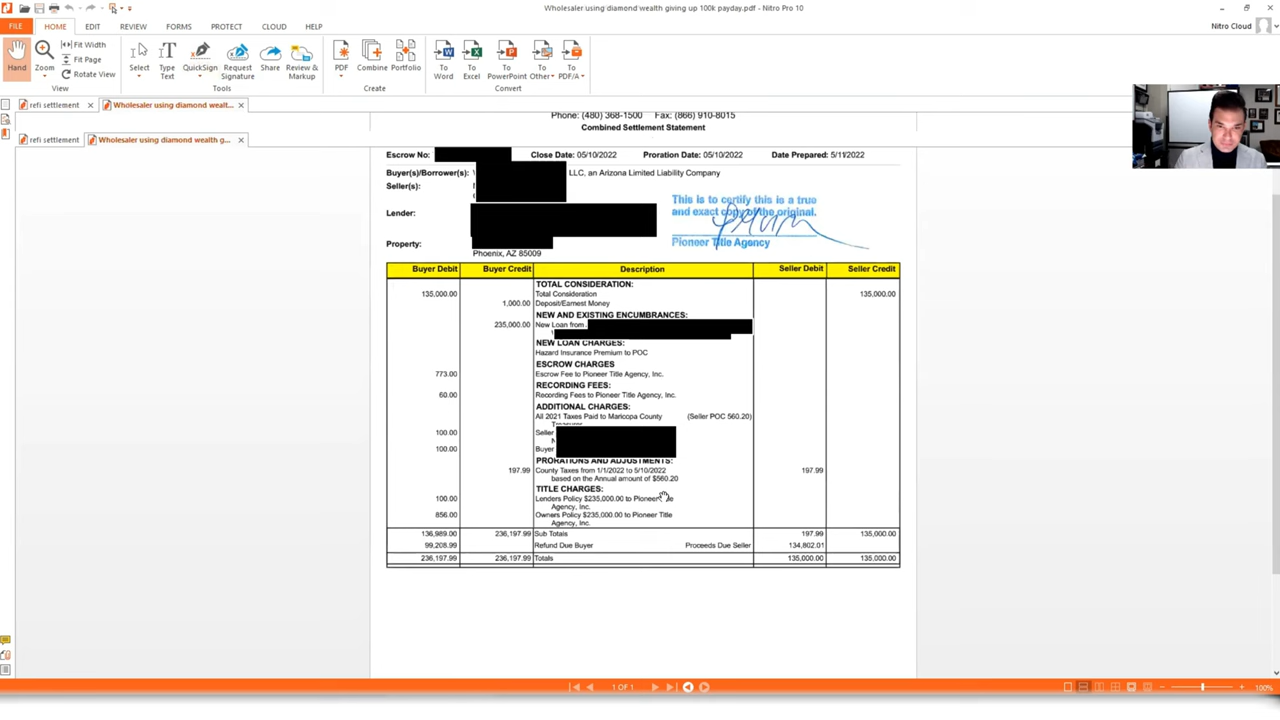 Wholesaler using diamond wealth giving up 100k payday.pdf - Nitro Pro 10
FILE HOME EDIT REVIEW FORMS PROTECT CLOUD HELP
Nitro Cloud
Hand Zoom Fit Width Fit Page Rotate View
Select Type Text QuickSign Request Signature Share Review & Markup
PDF Combine Portfolio
To Word To Excel To PowerPoint To Other To PDF/A
View Tools Create Convert
refi settlement Wholesaler using diamond wealt...
refi settlement Wholesaler using diamond wealth g...
Phone: (480) 368-1500 Fax: (866) 910-8015
Combined Settlement Statement
Escrow No: Close Date: 05/10/2022 Proration Date: 05/10/2022 Date Prepared: 5/11/2022
Buyer(s)/Borrower(s): LLC, an Arizona Limited Liability Company
Seller(s):
Lender:
Property:
Phoenix, AZ 85009
This is to certify this is a true
and exact copy of the original.
Pioneer Title Agency
Buyer Debit Buyer Credit Description Seller Debit Seller Credit
TOTAL CONSIDERATION:
135,000.00 Total Consideration 135,000.00
1,000.00 Deposit/Earnest Money
NEW AND EXISTING ENCUMBRANCES:
235,000.00 New Loan from
NEW LOAN CHARGES:
Hazard Insurance Premium to POC
ESCROW CHARGES
773.00 Escrow Fee to Pioneer Title Agency, Inc.
RECORDING FEES:
60.00 Recording Fees to Pioneer Title Agency, Inc.
ADDITIONAL CHARGES:
All 2021 Taxes Paid to Maricopa County (Seller POC 560.20)
100.00 Seller
100.00 Buyer
PRORATIONS AND ADJUSTMENTS:
197.99 County Taxes from 1/1/2022 to 5/10/2022 197.99
based on the Annual amount of $560.20
TITLE CHARGES:
100.00 Lenders Policy $235,000.00 to Pioneer Title
Agency, Inc.
856.00 Owners Policy $235,000.00 to Pioneer Title
Agency, Inc.
136,989.00 236,197.99 Sub Totals 197.99 135,000.00
99,208.99 Refund Due Buyer Proceeds Due Seller 134,802.01
236,197.99 236,197.99 Totals 135,000.00 135,000.00
1 OF 1
100%